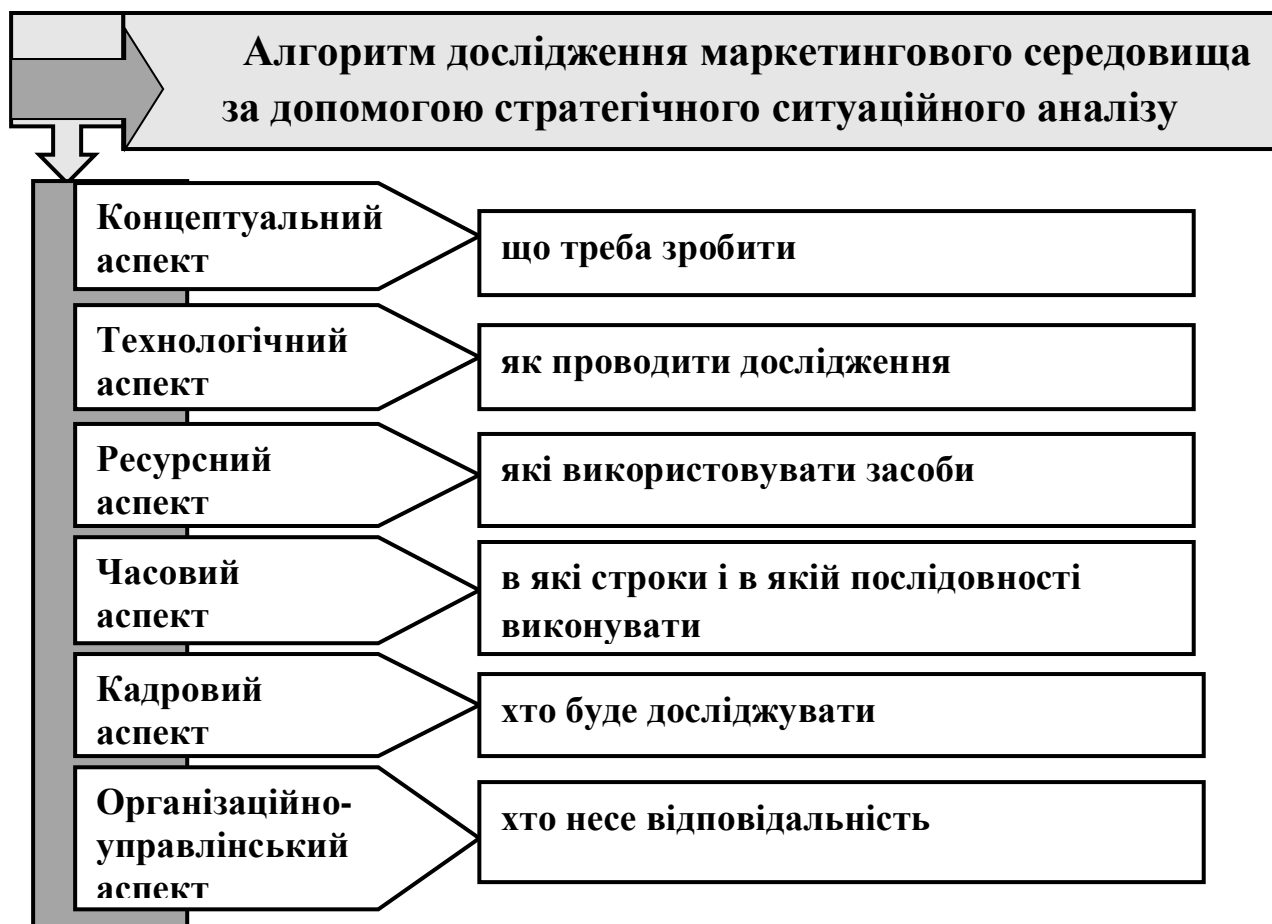 Алгоритм дослідження маркетингового середовища
за допомогою стратегічного ситуаційного аналізу
Концептуальний
аспект
що треба зробити
Технологічний
аспект
як проводити дослідження
Ресурсний
аспект
які використовувати засоби
Часовий
аспект
в які строки і в якій послідовності
виконувати
Кадровий
аспект
хто буде досліджувати
Організаційно-
управлінський
аспект
хто несе відповідальність